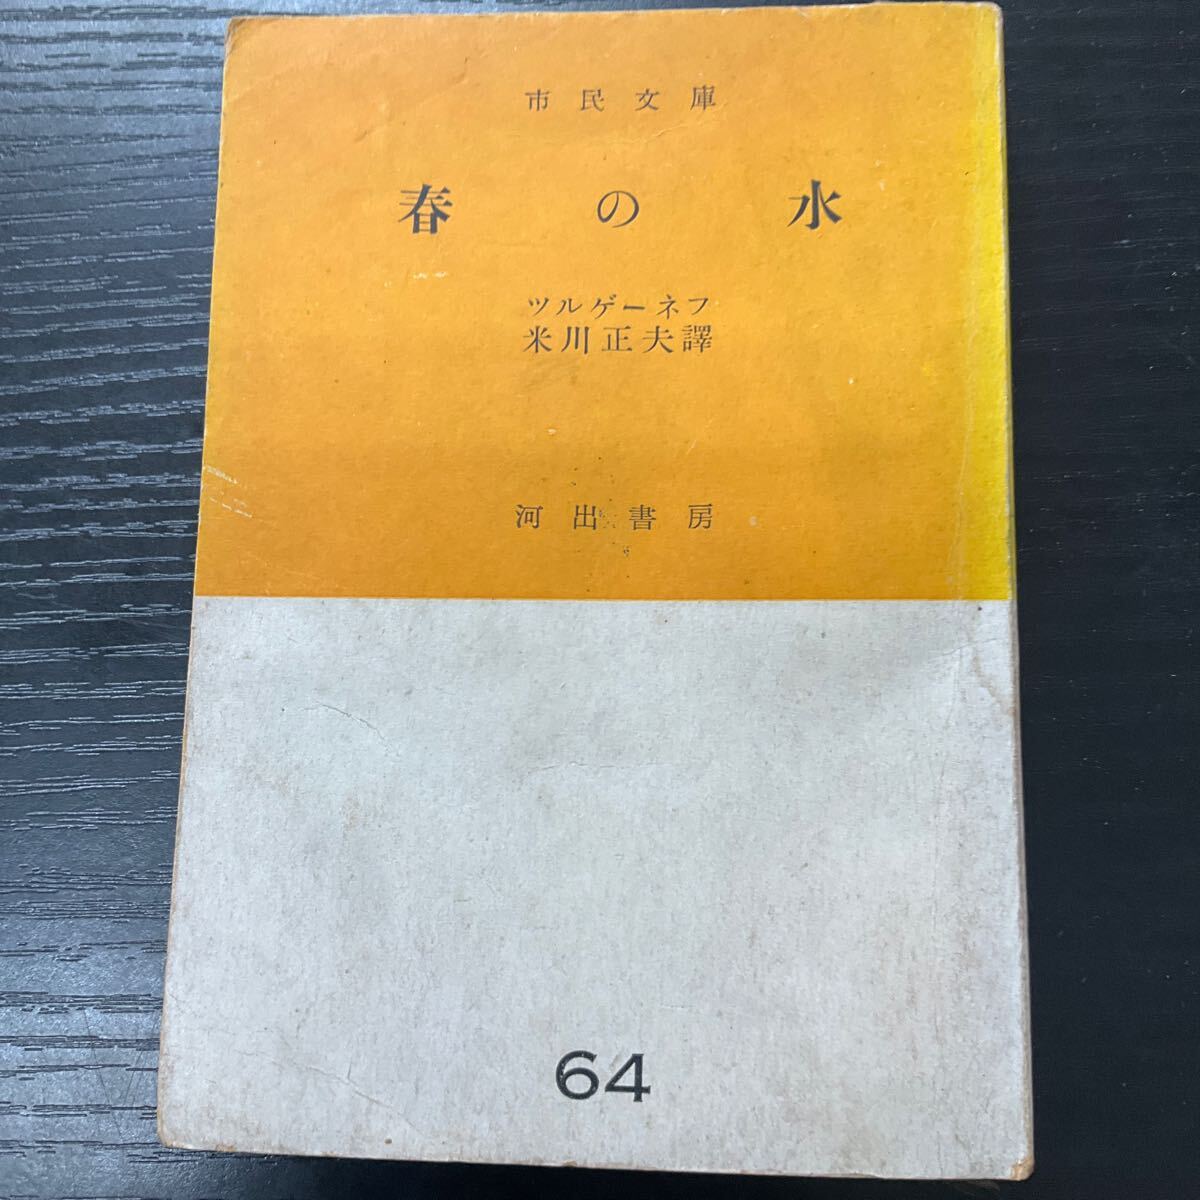 市民文庫
春の水
ツルゲーネフ
米川正夫譯
河出書房
64